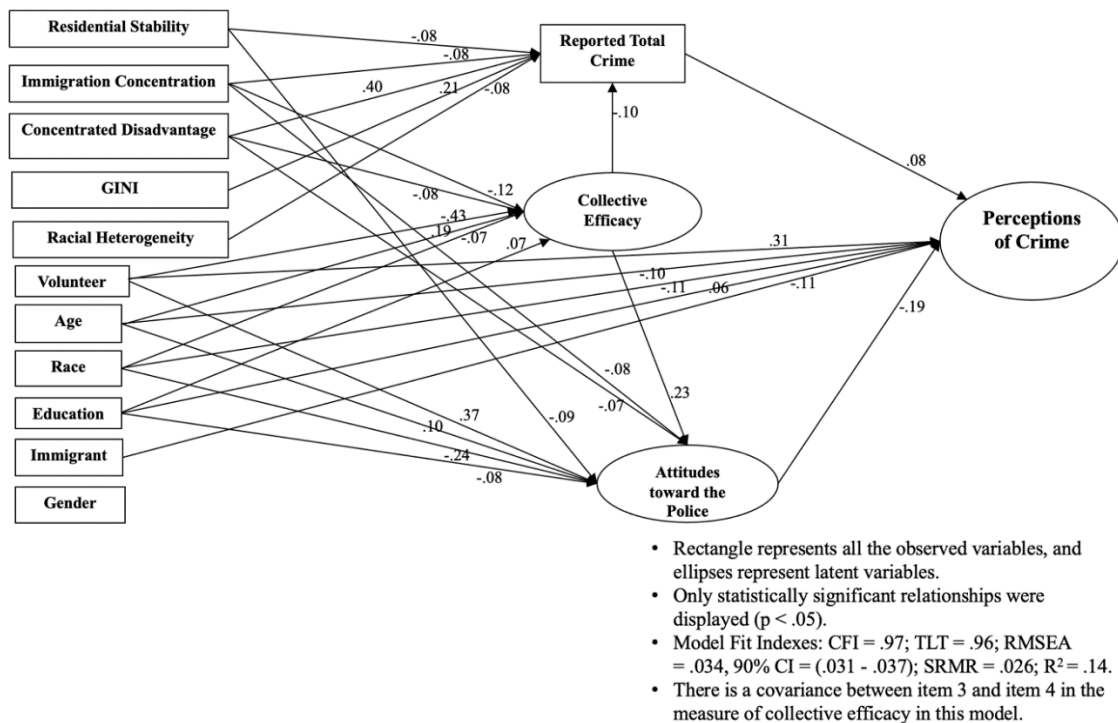 Residential Stability
Immigration Concentration
Concentrated Disadvantage
GINI
Racial Heterogeneity
Volunteer
Age
Race
Education
Immigrant
Gender
Reported Total
Crime
Collective
Efficacy
Attitudes
toward the
Police
Perceptions
of Crime
-.08
-.08
.40
.21
-.08
-.10
.08
-.12
-.08
-.43
.19
-.07
.07
.31
-.10
-.11
.06
-.11
-.19
-.08
-.07
.23
-.09
.37
.10
-.24
-.08
• Rectangle represents all the observed variables, and
ellipses represent latent variables.
• Only statistically significant relationships were
displayed (p < .05).
• Model Fit Indexes: CFI = .97; TLT = .96; RMSEA
= .034, 90% CI = (.031 - .037); SRMR = .026; R² = .14.
• There is a covariance between item 3 and item 4 in the
measure of collective efficacy in this model.